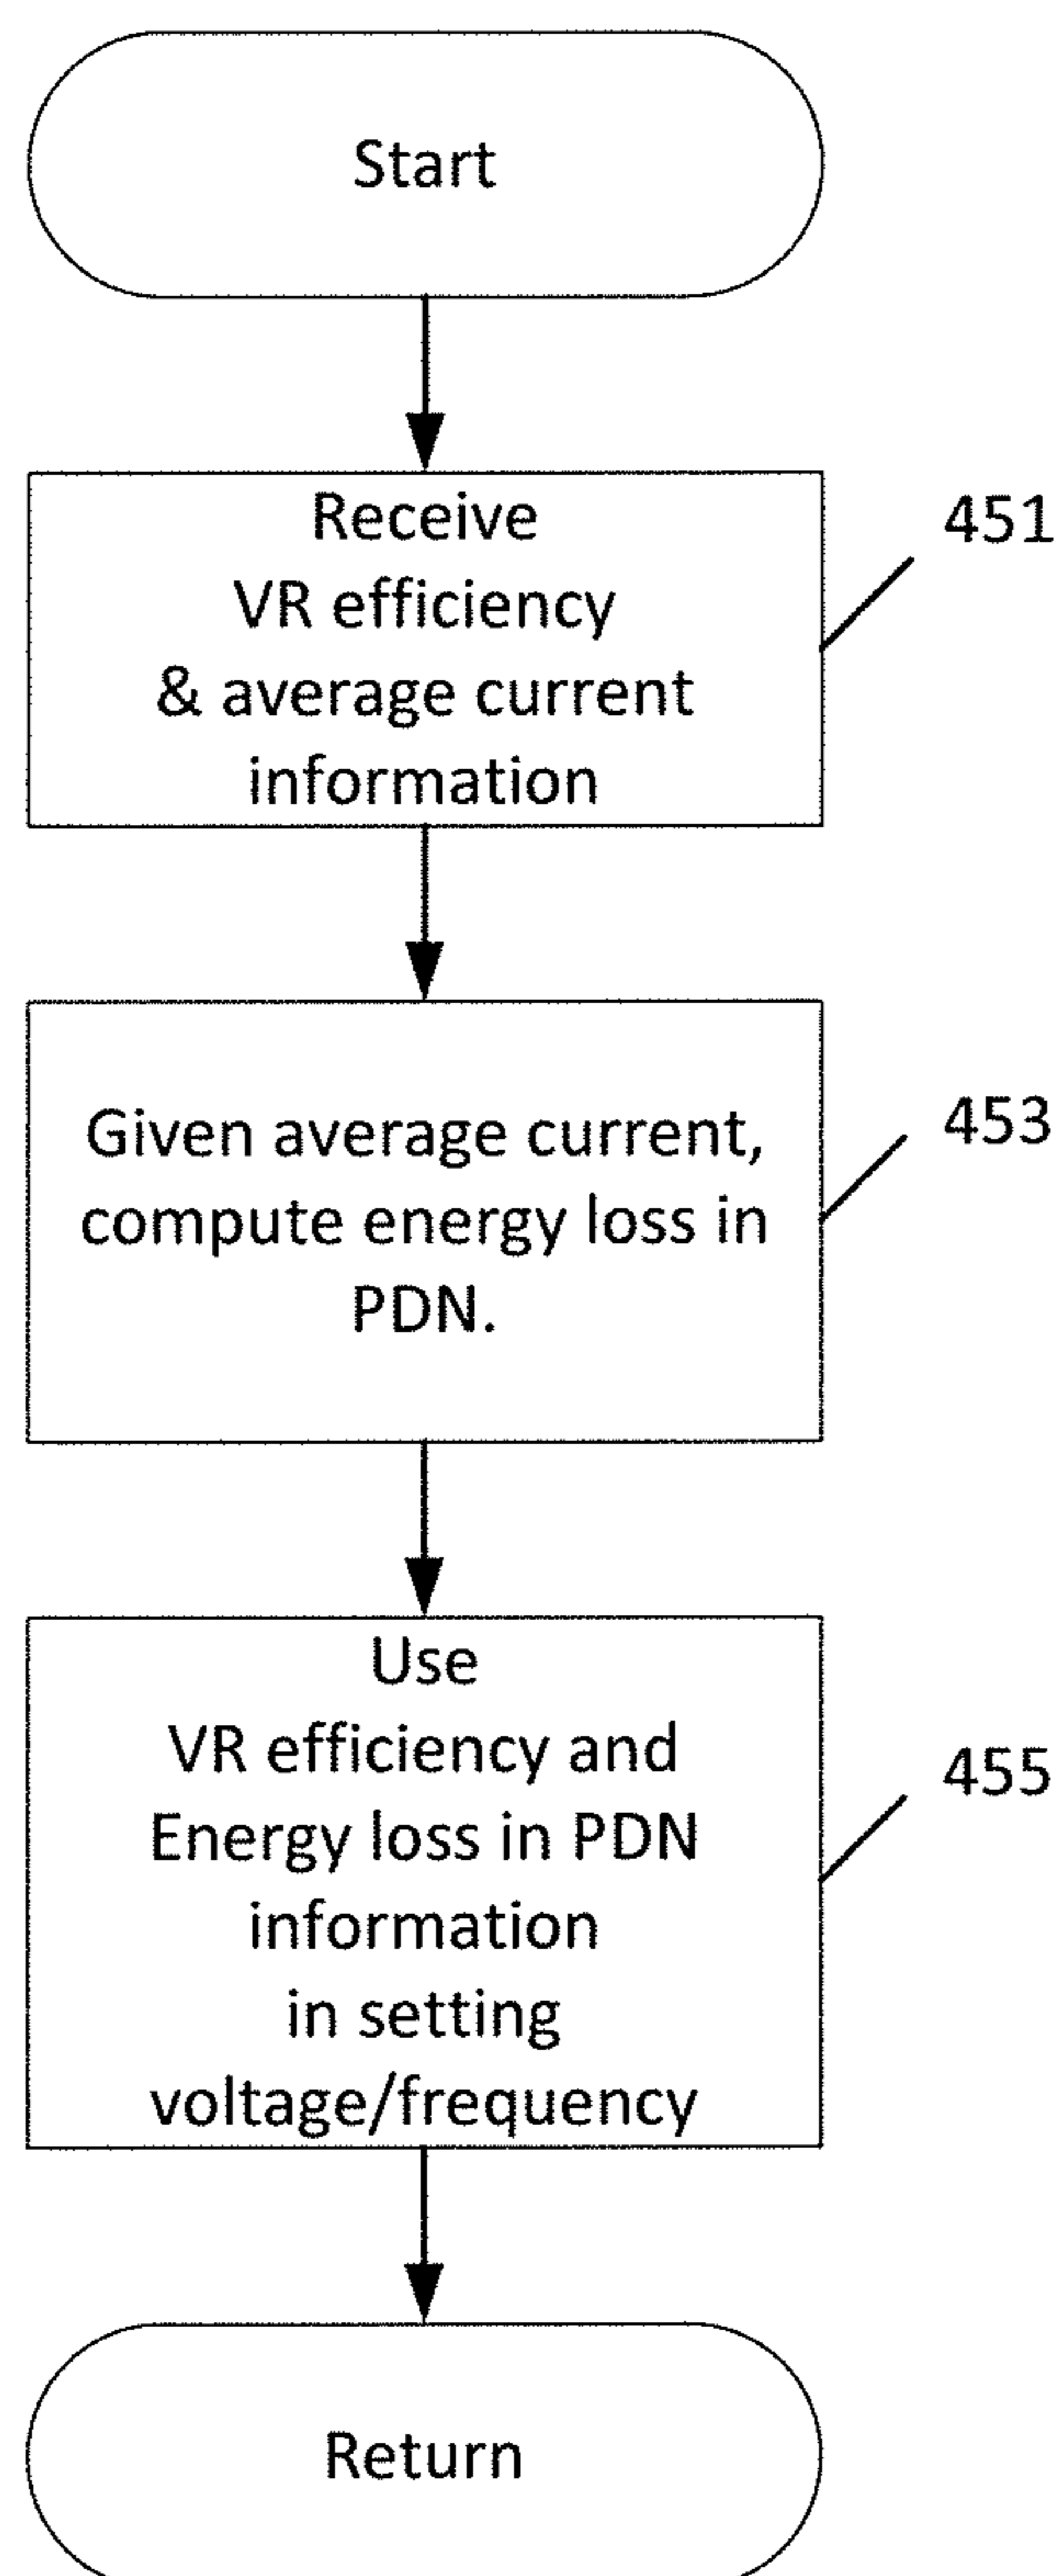 Start
Receive
VR efficiency
& average current
information
451
Given average current,
compute energy loss in
PDN.
453
Use
VR efficiency and
Energy loss in PDN
information
in setting
voltage/frequency
455
Return